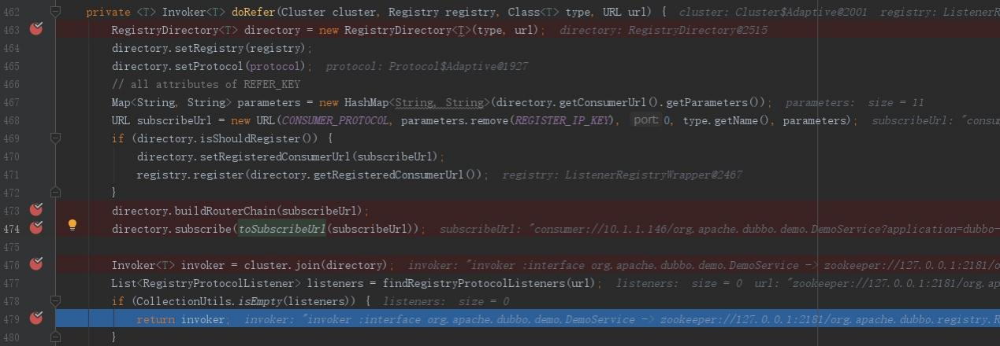 462 private <T> Invoker<T> doRefer(Cluster cluster, Registry registry, Class<T> type, URL url) { cluster: Cluster$Adaptive@2001 registry: ListenerR
463 RegistryDirectory<T> directory = new RegistryDirectory<T>(type, url); directory: RegistryDirectory@2515
464 directory.setRegistry(registry);
465 directory.setProtocol(protocol); protocol: Protocol$Adaptive@1927
466 // all attributes of REFER_KEY
467 Map<String, String> parameters = new HashMap<String, String>(directory.getConsumerUrl().getParameters()); parameters: size = 11
468 URL subscribeUrl = new URL(CONSUMER_PROTOCOL, parameters.remove(REGISTER_IP_KEY), port: 0, type.getName(), parameters); subscribeUrl: "consu
469 if (directory.isShouldRegister()) {
470 directory.setRegisteredConsumerUrl(subscribeUrl);
471 registry.register(directory.getRegisteredConsumerUrl()); registry: ListenerRegistryWrapper@2467
472 }
473 directory.buildRouterChain(subscribeUrl);
474 directory.subscribe(toSubscribeUrl(subscribeUrl)); subscribeUrl: "consumer://10.1.1.146/org.apache.dubbo.demo.DemoService?application=dubbo-
475
476 Invoker<T> invoker = cluster.join(directory); invoker: "invoker :interface org.apache.dubbo.demo.DemoService -> zookeeper://127.0.0.1:2181/o
477 List<RegistryProtocolListener> listeners = findRegistryProtocolListeners(url); listeners: size = 0 url: "zookeeper://127.0.0.1:2181/org.ap
478 if (CollectionUtils.isEmpty(listeners)) { listeners: size = 0
479 return invoker; invoker: "invoker :interface org.apache.dubbo.demo.DemoService -> zookeeper://127.0.0.1:2181/org.apache.dubbo.registry.R
480 }